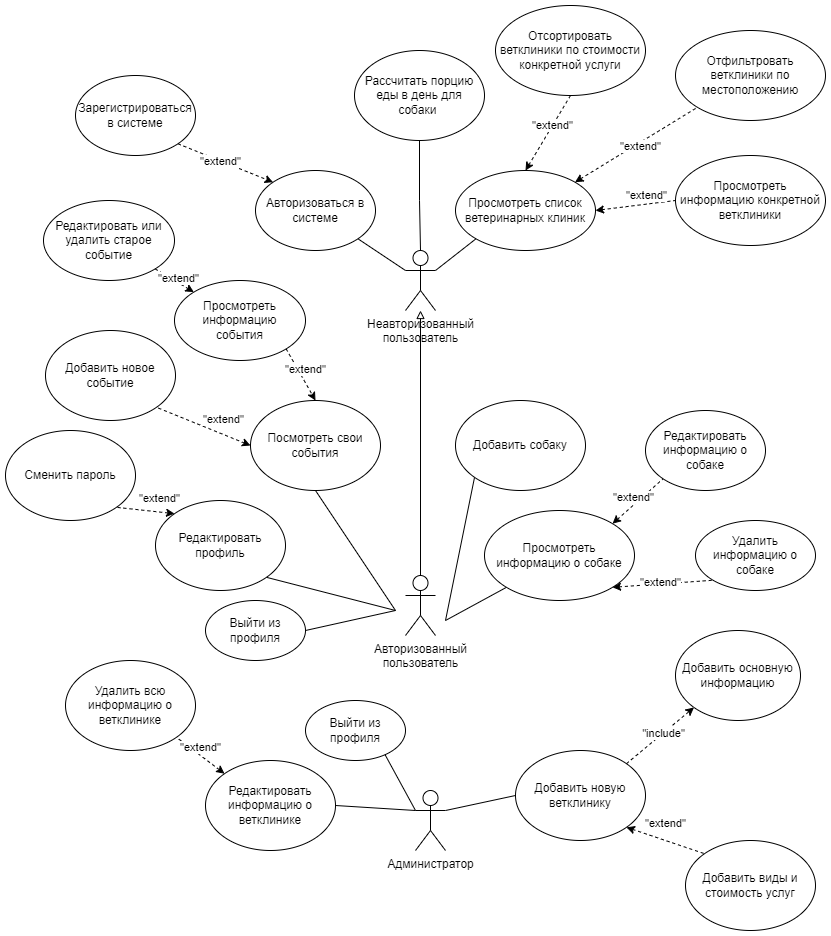 Отсортировать
ветклиники по стоимости
конкретной услуги
Отфильтровать
ветклиники по
местоположению
Рассчитать порцию
еды в день для
собаки
Зарегистрироваться
в системе
"extend"
"extend"
"extend"
Авторизоваться в
системе
Просмотреть список
ветеринарных клиник
"extend"
Просмотреть
информацию конкретной
ветклиники
Редактировать или
удалить старое
событие
"extend"
Просмотреть
информацию
события
Неавторизованный
пользователь
"extend"
Добавить новое
событие
"extend"
Посмотреть свои
события
Добавить собаку
Редактировать
информацию о
собаке
Сменить пароль
"extend"
"extend"
Редактировать
профиль
Просмотреть
информацию о собаке
Удалить
информацию о
собаке
"extend"
Выйти из
профиля
Авторизованный
пользователь
Добавить основную
информацию
Удалить всю
информацию о
ветклинике
Выйти из
профиля
"include"
"extend"
Редактировать
информацию о
ветклинике
Добавить новую
ветклинику
"extend"
Администратор
Добавить виды и
стоимость услуг